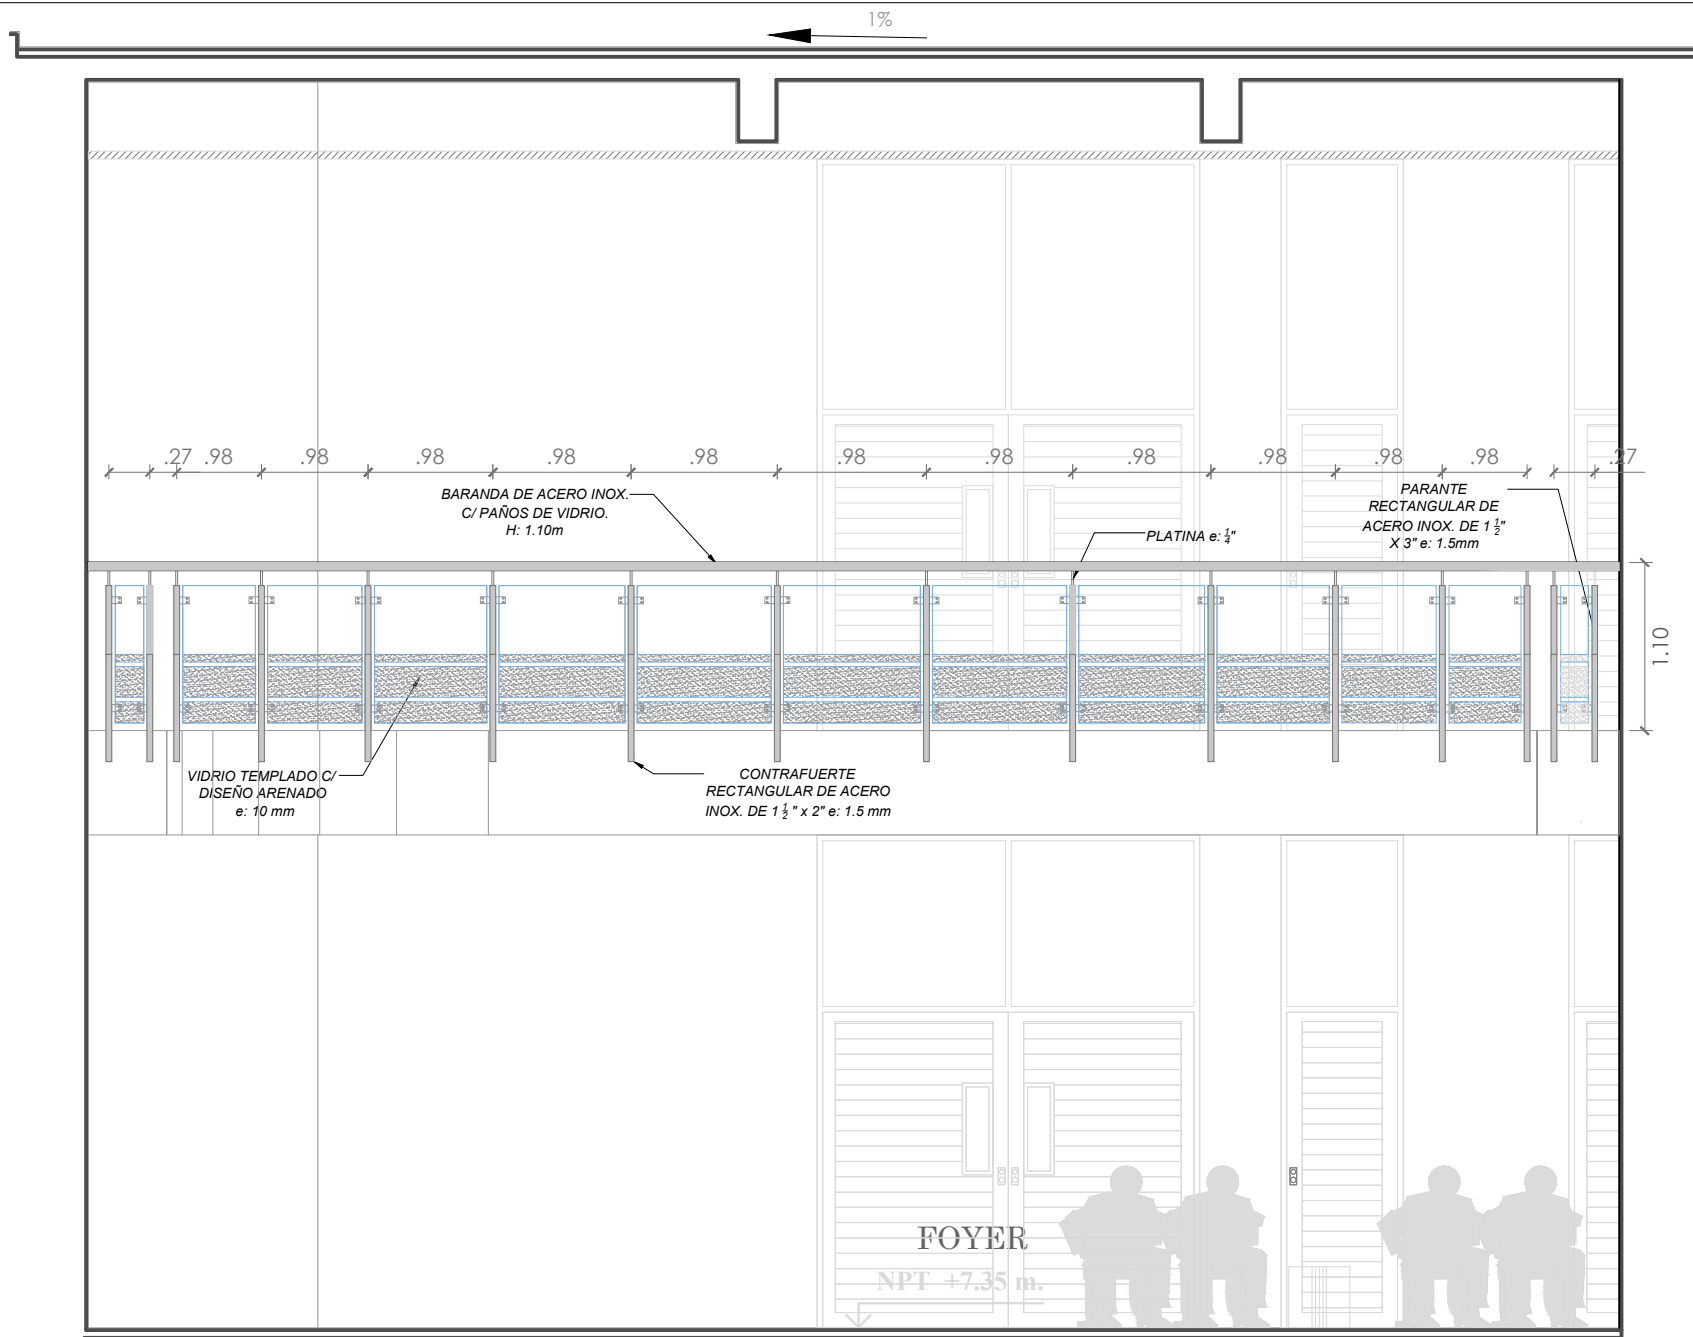 1%
.27 .98 .98 .98 .98 .98 .98 .98 .98 .98 .98 .98 .27
BARANDA DE ACERO INOX.
C/ PAÑOS DE VIDRIO.
H: 1.10m
PLATINA e: 1/4"
PARANTE
RECTANGULAR DE
ACERO INOX. DE 1 1/2"
X 3" e: 1.5mm
1.10
VIDRIO TEMPLADO C/
DISEÑO ARENADO
e: 10 mm
CONTRAFUERTE
RECTANGULAR DE ACERO
INOX. DE 1 1/2 " x 2" e: 1.5 mm
FOYER
NPT +7.35 m.